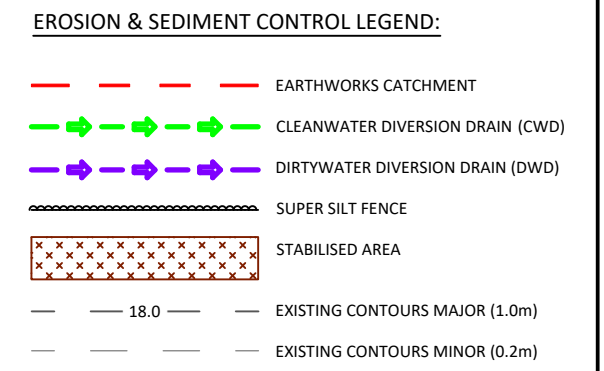 EROSION & SEDIMENT CONTROL LEGEND:
EARTHWORKS CATCHMENT
CLEANWATER DIVERSION DRAIN (CWD)
DIRTYWATER DIVERSION DRAIN (DWD)
SUPER SILT FENCE
STABILISED AREA
18.0 EXISTING CONTOURS MAJOR (1.0m)
EXISTING CONTOURS MINOR (0.2m)